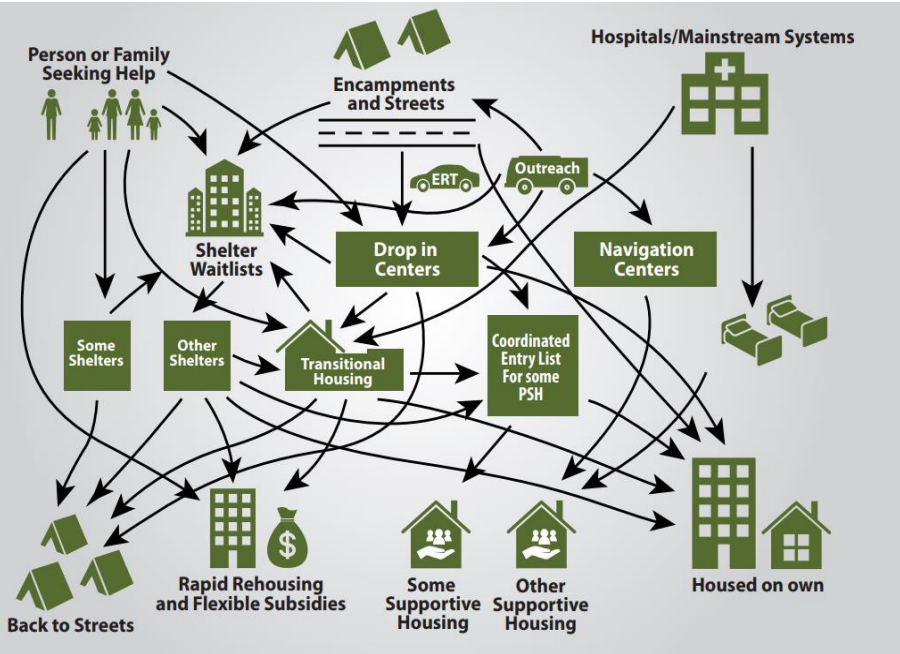 Person or Family
Seeking Help
Encampments
and Streets
Hospitals/Mainstream Systems
ERT
Outreach
Shelter
Waitlists
Drop in
Centers
Navigation
Centers
Some
Shelters
Other
Shelters
Transitional
Housing
Coordinated
Entry List
For some
PSH
Back to Streets
Rapid Rehousing
and Flexible Subsidies
$
Some
Supportive
Housing
Other
Supportive
Housing
Housed on own